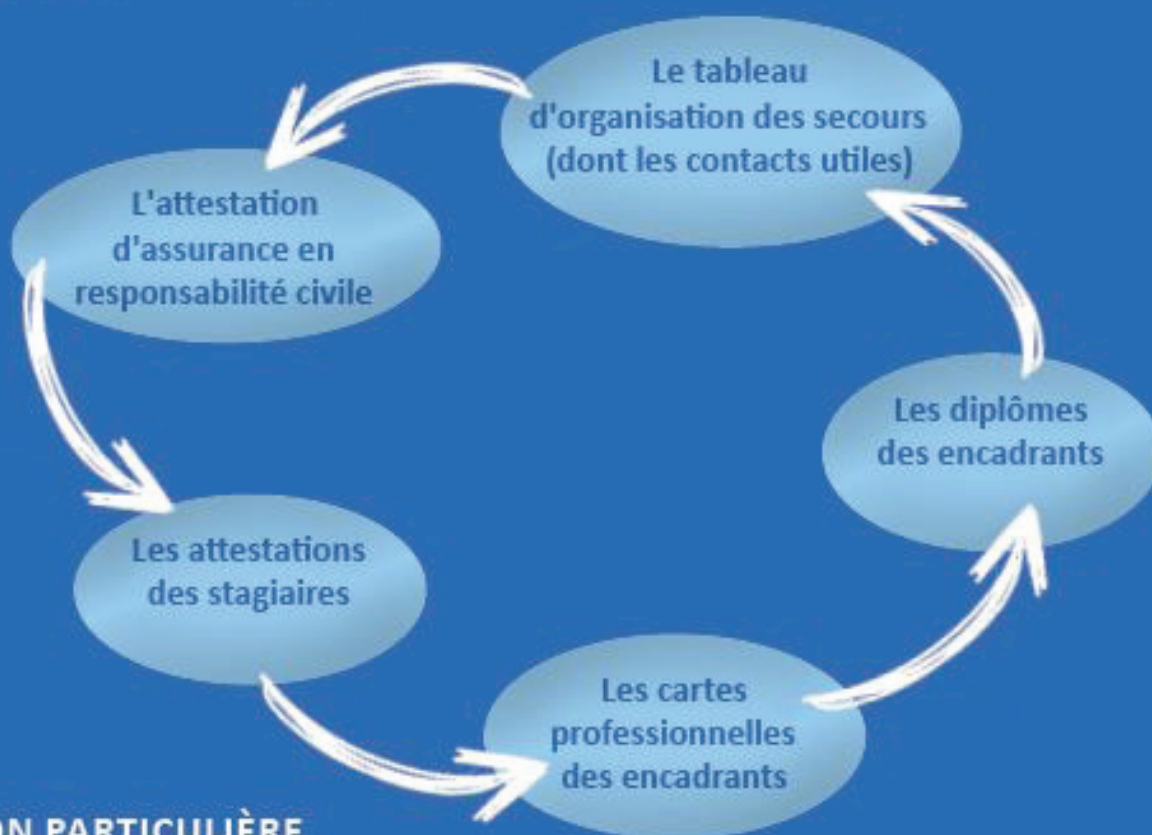 Le tableau
d'organisation des secours
(dont les contacts utiles)
L'attestation
d'assurance en
responsabilité civile
Les diplômes
des encadrants
Les attestations
des stagiaires
Les cartes
professionnelles
des encadrants
PARTICULIÈRE